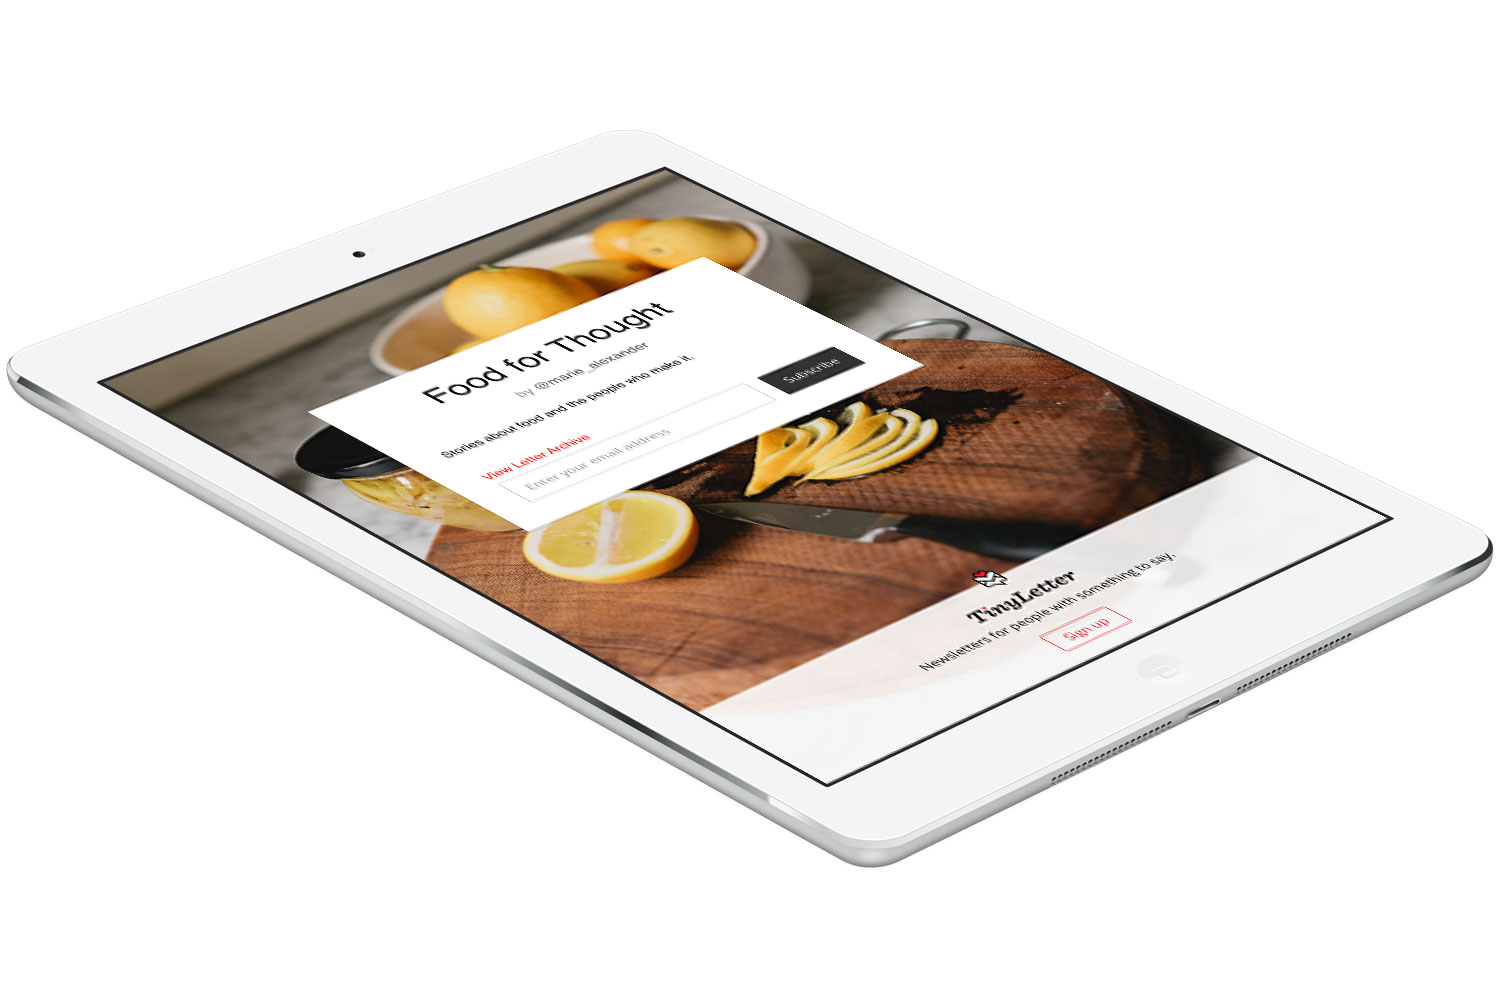 Food for Thought
by @marie_alexander
Stories about food and the people who make it.
View Letter Archive
Enter your email address
Subscribe
TinyLetter
Newsletters for people with something to say.
Sign up